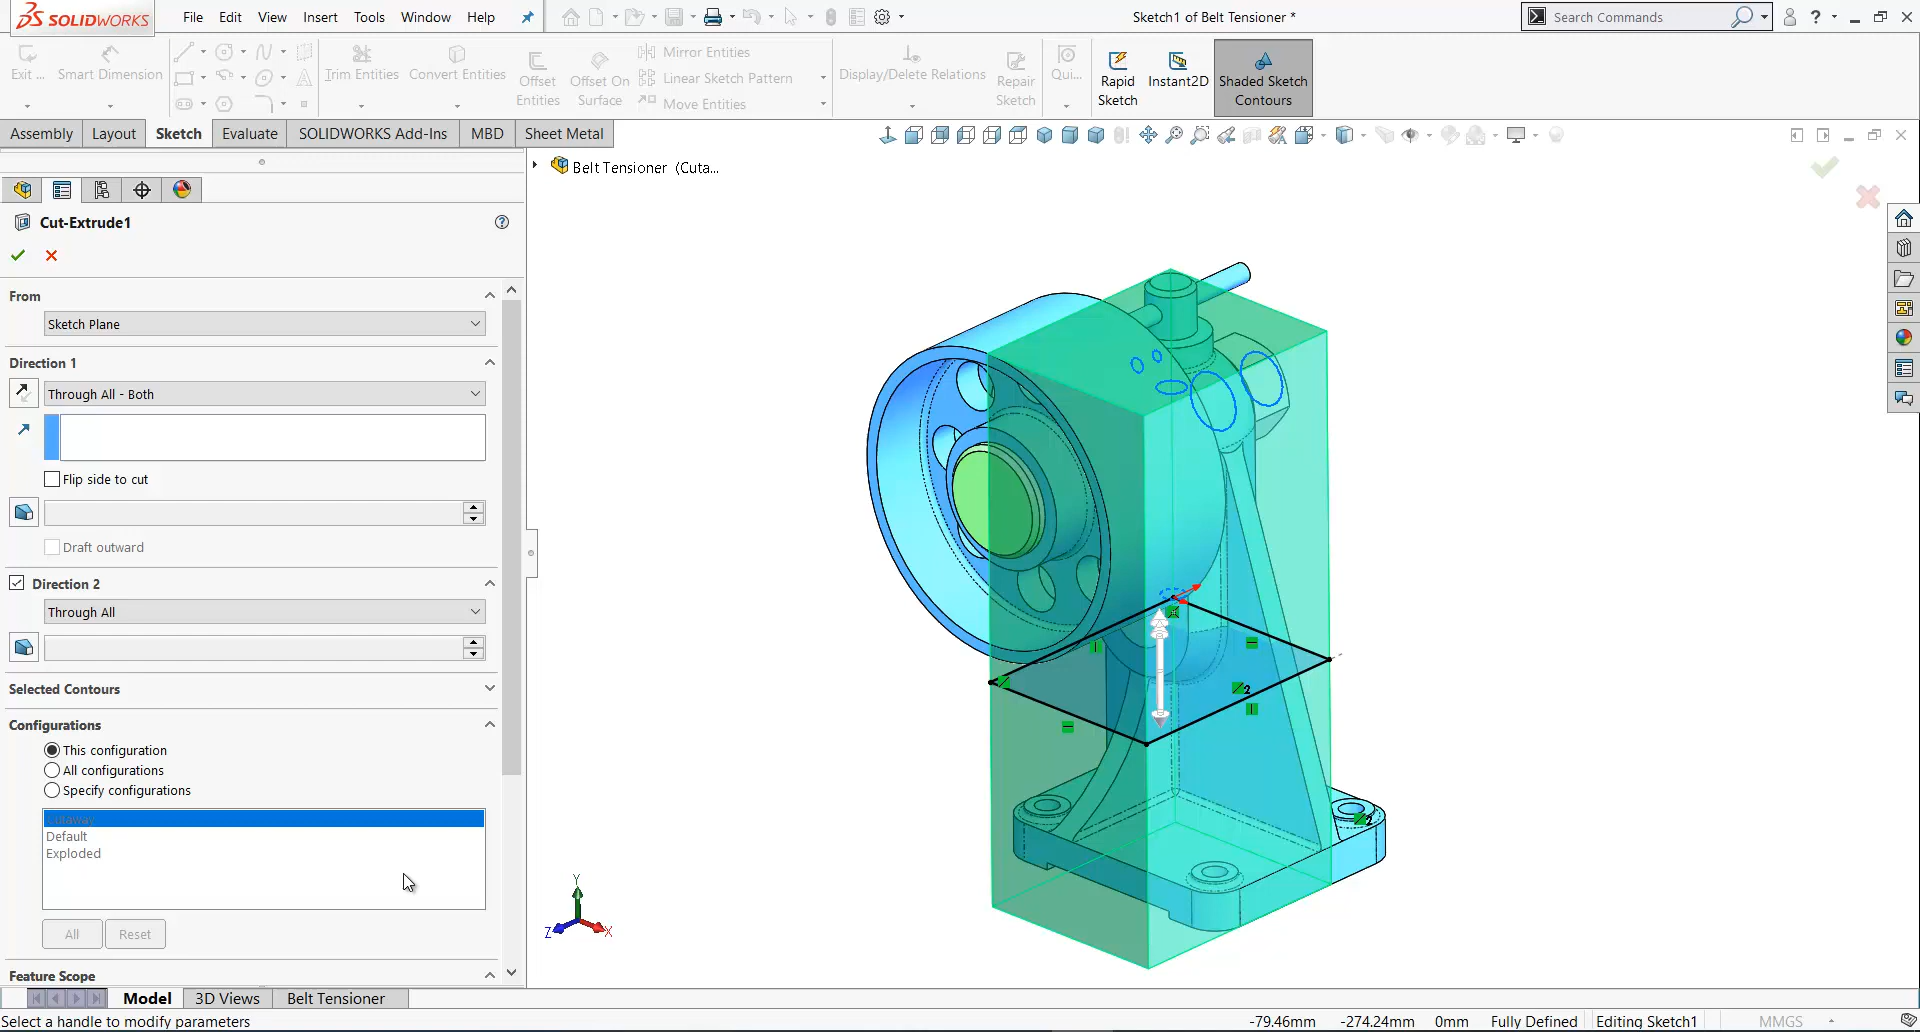 SOLIDWORKS
File Edit View Insert Tools Window Help
Sketch1 of Belt Tensioner *
Search Commands
?
Exit ...
Smart Dimension
Trim Entities
Convert Entities
Offset Entities
Offset On Surface
Mirror Entities
Linear Sketch Pattern
Move Entities
Display/Delete Relations
Repair Sketch
Qui...
Rapid Sketch
Instant2D
Shaded Sketch Contours
Assembly Layout Sketch Evaluate SOLIDWORKS Add-Ins MBD Sheet Metal
Belt Tensioner (Cuta...
Cut-Extrude1
From
Sketch Plane
Direction 1
Through All - Both
Flip side to cut
Draft outward
Direction 2
Through All
Selected Contours
Configurations
This configuration
All configurations
Specify configurations
Cutaway
Default
Exploded
All Reset
Feature Scope
2
2
Y
Z
X
Model 3D Views Belt Tensioner
Select a handle to modify parameters
-79.46mm -274.24mm 0mm Fully Defined Editing Sketch1 MMGS